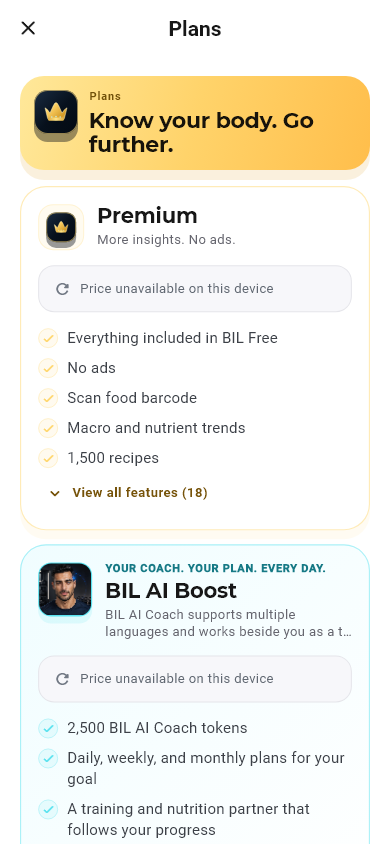 Plans
Plans
Know your body. Go
further.
Premium
More insights. No ads.
Price unavailable on this device
Everything included in BIL Free
No ads
Scan food barcode
Macro and nutrient trends
1,500 recipes
View all features (18)
YOUR COACH. YOUR PLAN. EVERY DAY.
BIL AI Boost
BIL AI Coach supports multiple
languages and works beside you as a t...
Price unavailable on this device
2,500 BIL AI Coach tokens
Daily, weekly, and monthly plans for your
goal
A training and nutrition partner that
follows your progress